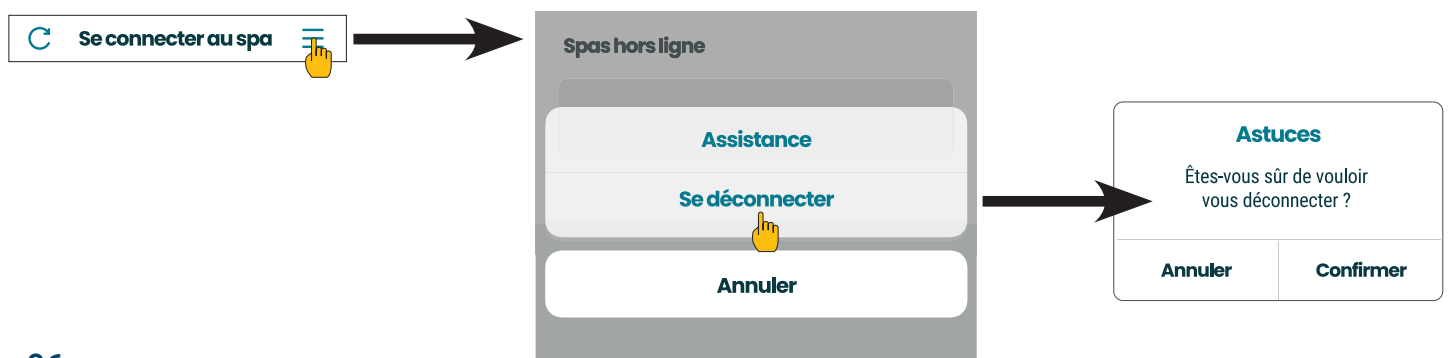 Se connecter au spa
Spas hors ligne
Assistance
Se déconnecter
Annuler
Astuces
Êtes-vous sûr de vouloir
vous déconnecter ?
Annuler
Confirmer